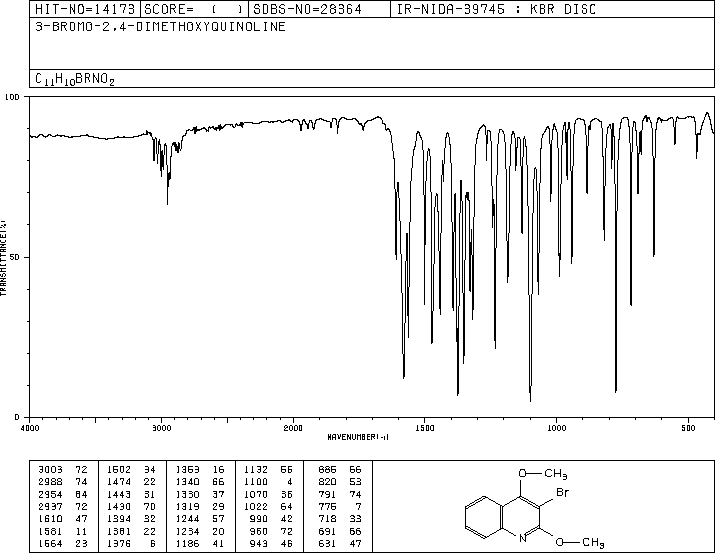 HIT-NO=14173 SCORE= ( ) SDBS-NO=28364 IR-NIDA-39745 : KBR DISC
3-BROMO-2,4-DIMETHOXYQUINOLINE
C11H10BRNO2
100
50
0
TRANSMITTANCE(%)
4000 3000 2000 1500 1000 500
WAVENUMBER(-1)
3003 72 1502 34 1363 16 1132 55 886 66
2988 74 1474 22 1340 66 1100 4 820 53
2954 64 1443 31 1330 37 1070 36 791 74
2937 72 1430 70 1319 29 1022 64 776 7
1610 47 1394 32 1244 57 990 42 718 33
1581 11 1381 22 1234 20 960 72 691 66
1564 23 1376 6 1186 41 943 46 631 47
O—CH3
Br
N
O—CH3